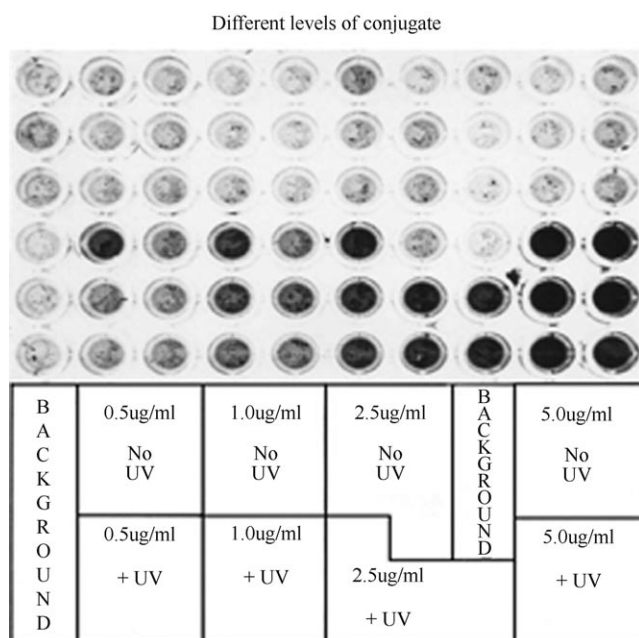 Different levels of conjugate
BACKGROUND
0.5ug/ml
No
UV
1.0ug/ml
No
UV
2.5ug/ml
No
UV
BACKGROUND
5.0ug/ml
No
UV
0.5ug/ml
+ UV
1.0ug/ml
+ UV
2.5ug/ml
+ UV
5.0ug/ml
+ UV